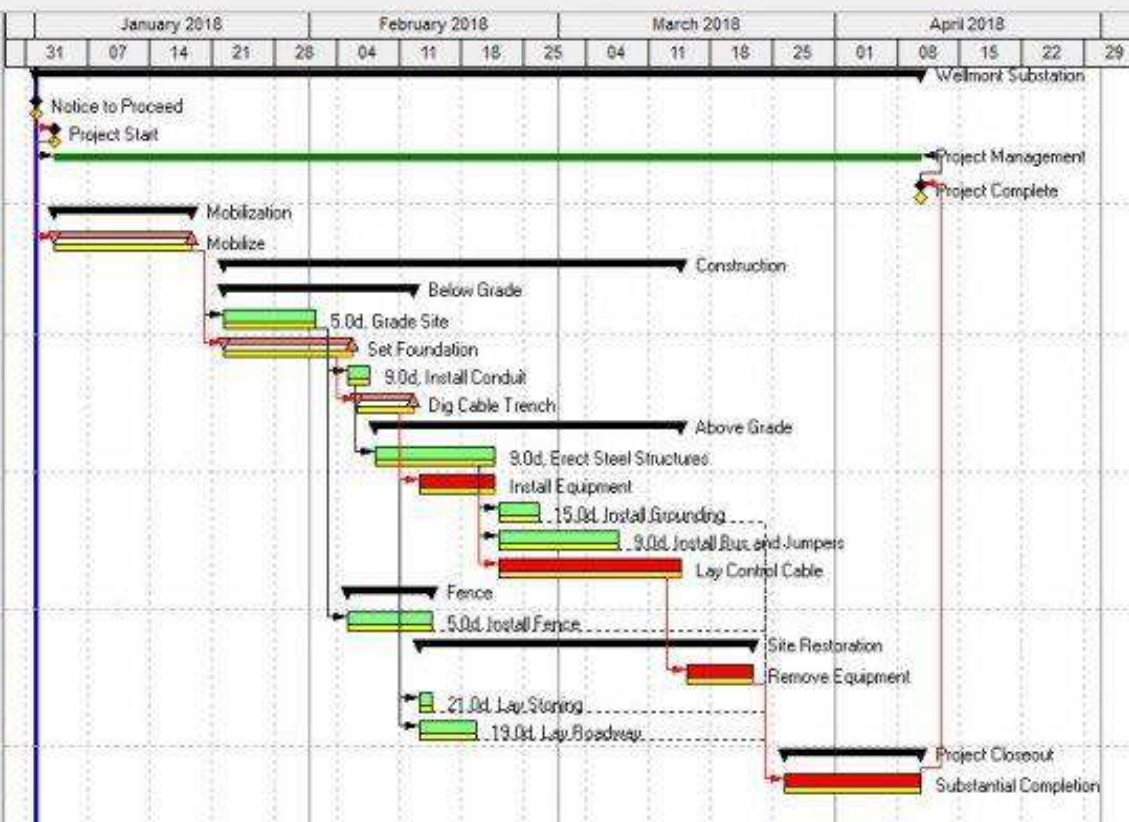 January 2018 February 2018 March 2018 April 2018
31 07 14 21 28 04 11 18 25 04 11 18 25 01 08 15 22 29
Wellmont Substation
Notice to Proceed
Project Start
Project Management
Project Complete
Mobilization
Mobilize
Construction
Below Grade
5.0d, Grade Site
Set Foundation
9.0d, Install Conduit
Dig Cable Trench
Above Grade
9.0d, Erect Steel Structures
Install Equipment
15.0d, Install Grounding
9.0d, Install Bus and Jumpers
Lay Control Cable
Fence
5.0d, Install Fence
Site Restoration
Remove Equipment
21.0d, Lay Stoning
19.0d, Lay Roadway
Project Closeout
Substantial Completion